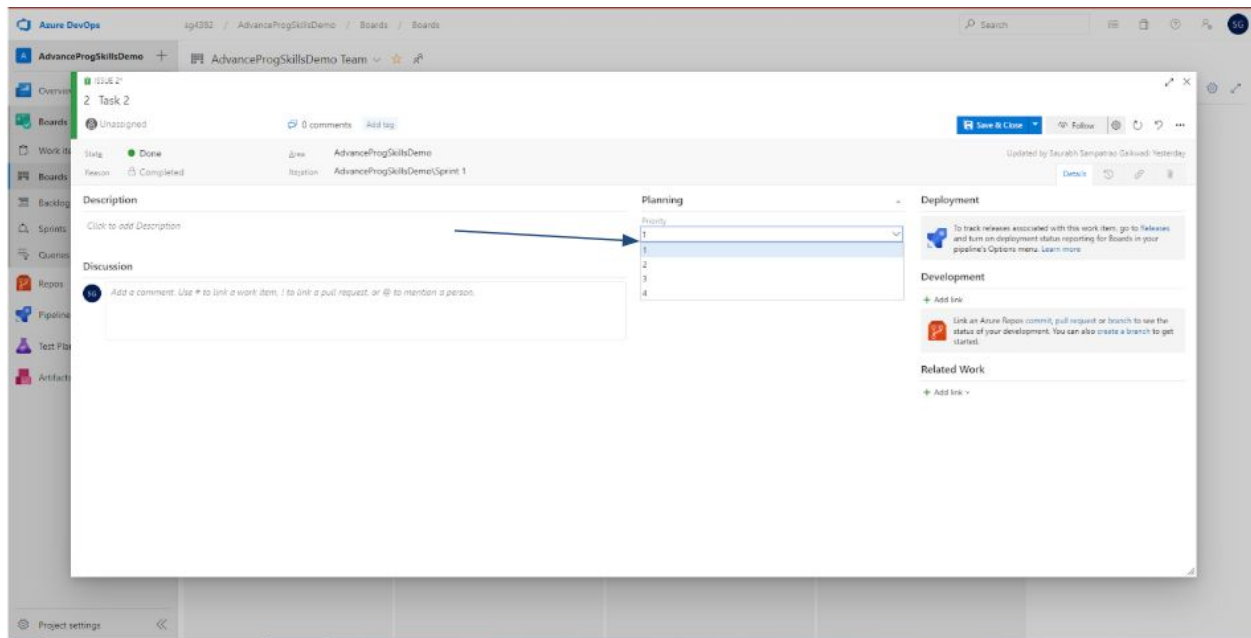 Azure DevOps
sg4382 / AdvanceProgSkillsDemo / Boards / Boards
Search
SG
A
AdvanceProgSkillsDemo
AdvanceProgSkillsDemo Team
Overvie
Boards
Work ite
Boards
Backlog
Sprints
Queries
Repos
Pipeline
Test Plan
Artifacts
Project settings
ISSUE 2*
2 Task 2
Unassigned
0 comments
Add tag
Save & Close
Follow
State
Done
Area
AdvanceProgSkillsDemo
Updated by Saurabh Sampatrao Gaikwad: Yesterday
Reason
Completed
Iteration
AdvanceProgSkillsDemo\Sprint 1
Details
Description
Click to add Description
Discussion
SG
Add a comment. Use # to link a work item, ! to link a pull request, or @ to mention a person.
Planning
Priority
1
1
2
3
4
Deployment
To track releases associated with this work item, go to Releases
and turn on deployment status reporting for Boards in your
pipeline's Options menu. Learn more
Development
+ Add link
Link an Azure Repos commit, pull request or branch to see the
status of your development. You can also create a branch to get
started.
Related Work
+ Add link